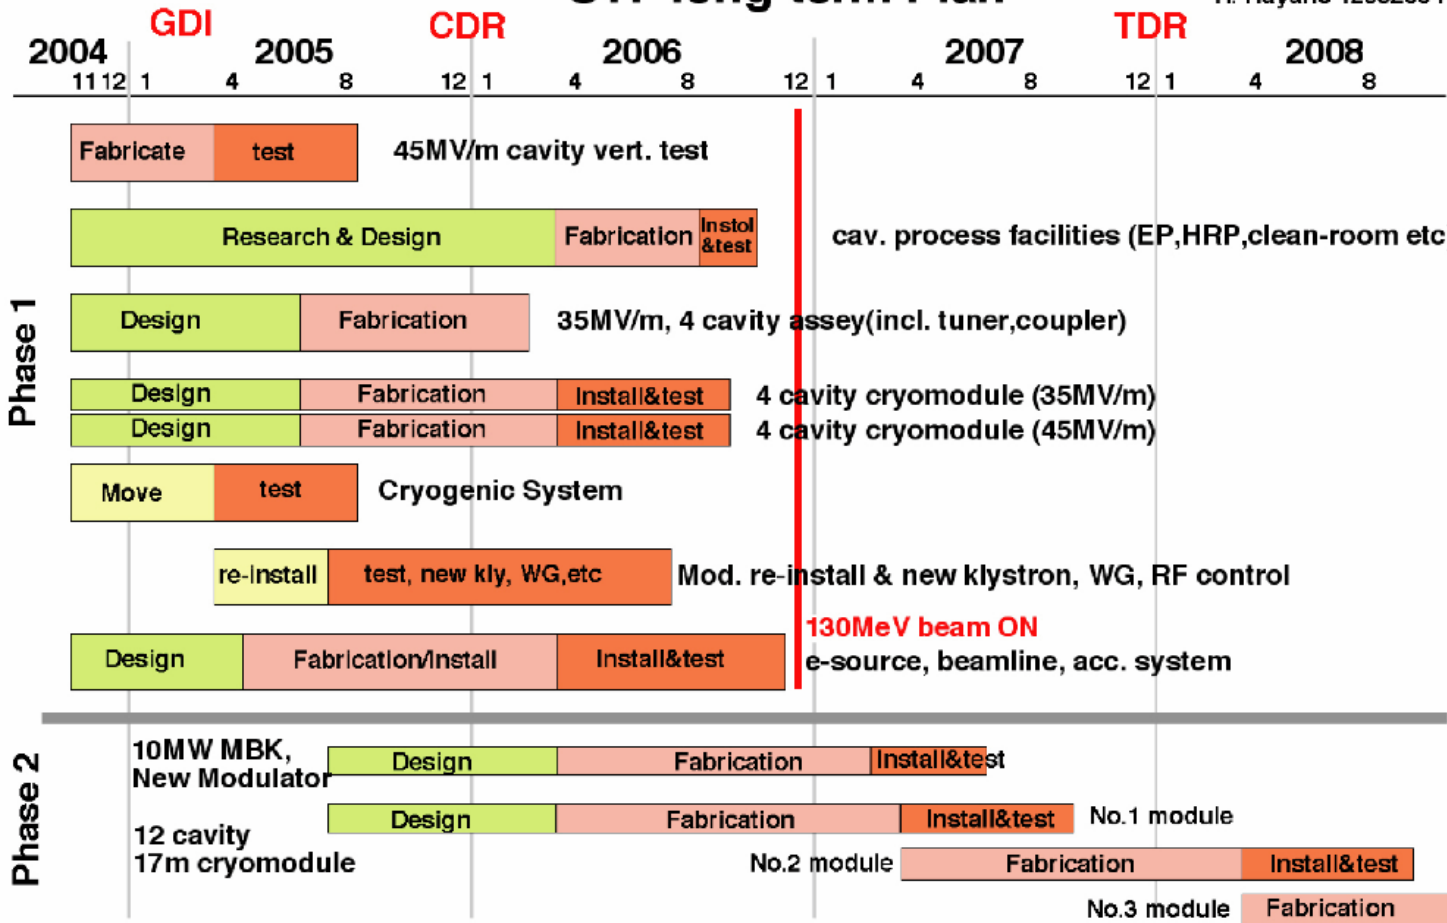 GDI CDR TDR
2004 2005 2006 2007 2008
11 12 1 4 8 12 1 4 8 12 1 4 8 12 1 4 8
Fabricate test 45MV/m cavity vert. test
Research & Design Fabrication Instol
&test
cav. process facilities (EP,HRP,clean-room etc
Phase 1
Design Fabrication 35MV/m, 4 cavity assey(incl. tuner,coupler)
Design Fabrication Install&test 4 cavity cryomodule (35MV/m)
Design Fabrication Install&test 4 cavity cryomodule (45MV/m)
Move test Cryogenic System
re-install test, new kly, WG,etc Mod. re-install & new klystron, WG, RF control
130MeV beam ON
Design Fabrication/Install Install&test e-source, beamline, acc. system
Phase 2
10MW MBK,
New Modulator
Design Fabrication Install&test
Design Fabrication Install&test No.1 module
12 cavity
17m cryomodule
No.2 module Fabrication Install&test
No.3 module Fabrication